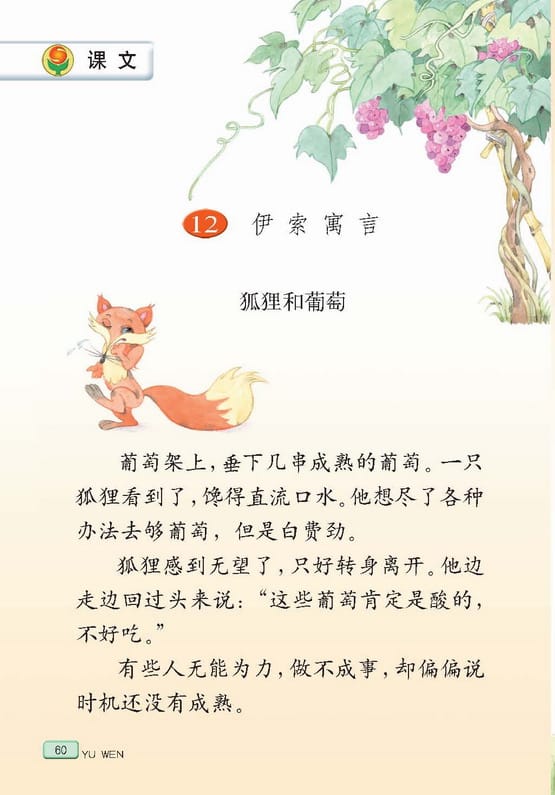 课文
12 伊索寓言
狐狸和葡萄
葡萄架上，垂下几串成熟的葡萄。一只
狐狸看到了，馋得直流口水。他想尽了各种
办法去够葡萄，但是白费劲。
狐狸感到无望了，只好转身离开。他边
走边回过头来说：“这些葡萄肯定是酸的，
不好吃。”
有些人无能为力，做不成事，却偏偏说
时机还没有成熟。
60 YU WEN